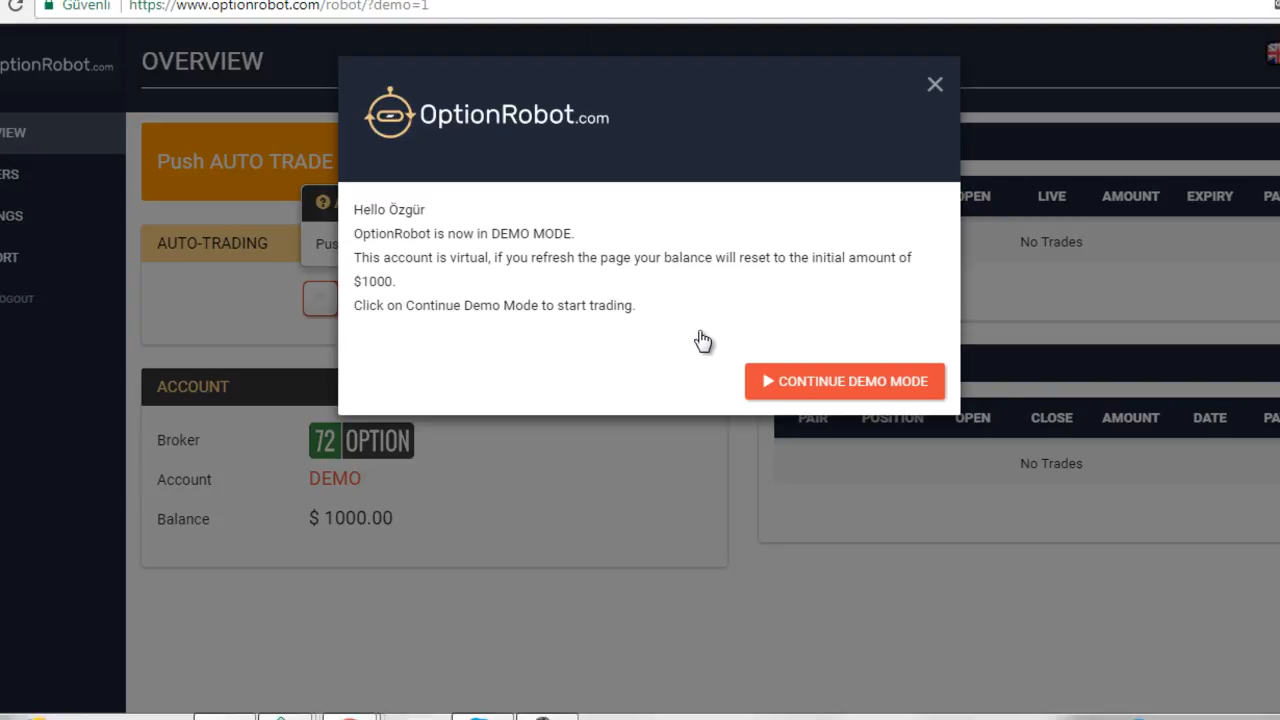 Güvenli https://www.optionrobot.com/robot/?demo=1
ptionRobot.com
OVERVIEW
OptionRobot.com
IEW
ERS
NGS
ORT
OGOUT
Push AUTO TRADE
AUTO-TRADING
Pus
Hello Özgür
OptionRobot is now in DEMO MODE.
This account is virtual, if you refresh the page your balance will reset to the initial amount of
$1000.
Click on Continue Demo Mode to start trading.
CONTINUE DEMO MODE
OPEN LIVE AMOUNT EXPIRY PA
No Trades
ACCOUNT
Broker 72 OPTION
Account DEMO
Balance $ 1000.00
PAIR POSITION OPEN CLOSE AMOUNT DATE PA
No Trades